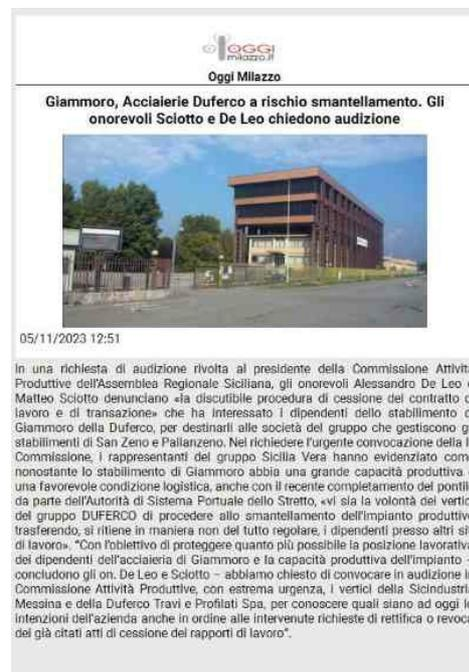 OGGI
milazzo.it
Oggi Milazzo
Giammoro, Acciaierie Duferco a rischio smantellamento. Gli
onorevoli Sciotto e De Leo chiedono audizione
05/11/2023 12:51
In una richiesta di audizione rivolta al presidente della Commissione Attività
Produttive dell'Assemblea Regionale Siciliana, gli onorevoli Alessandro De Leo e
Matteo Sciotto denunciano «la discutibile procedura di cessione del contratto di
lavoro e di transazione» che ha interessato i dipendenti dello stabilimento di
Giammoro della Duferco, per destinarli alle società del gruppo che gestiscono gli
stabilimenti di San Zeno e Pallanzeno. Nel richiedere l'urgente convocazione della
Commissione, i rappresentanti del gruppo Sicilia Vera hanno evidenziato come
nonostante lo stabilimento di Giammoro abbia una grande capacità produttiva e
una favorevole condizione logistica, anche con il recente completamento del pontile
da parte dell'Autorità di Sistema Portuale dello Stretto, «vi sia la volontà dei vertici
del gruppo DUFERCO di procedere allo smantellamento dell'impianto produttivo
trasferendo, si ritiene in maniera non del tutto regolare, i dipendenti presso altri siti
di lavoro». "Con l'obiettivo di proteggere quanto più possibile la posizione lavorativa
dei dipendenti dell'acciaieria di Giammoro e la capacità produttiva dell'impianto –
concludono gli on. De Leo e Sciotto – abbiamo chiesto di convocare in audizione in
Commissione Attività Produttive, con estrema urgenza, i vertici della Sicindustria
Messina e della Duferco Travi e Profilati Spa, per conoscere quali siano ad oggi le
intenzioni dell'azienda anche in ordine alle intervenute richieste di rettifica o revoca
dei già citati atti di cessione dei rapporti di lavoro".